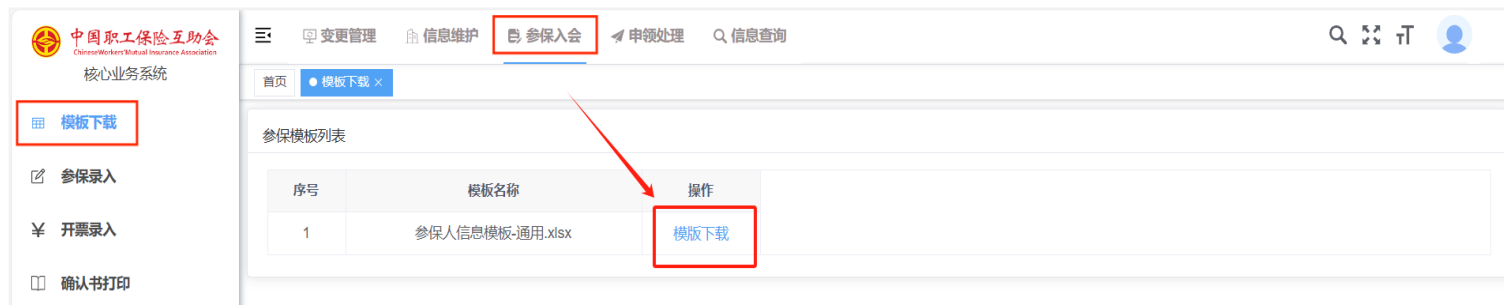 中国职工保险互助会
ChineseWorkers'Mutual Insurance Association
核心业务系统
变更管理 信息维护 参保入会 申领处理 信息查询
首页 模板下载 ×
模板下载
参保录入
开票录入
确认书打印
参保模板列表
序号 模板名称 操作
1 参保人信息模板-通用.xlsx 模版下载